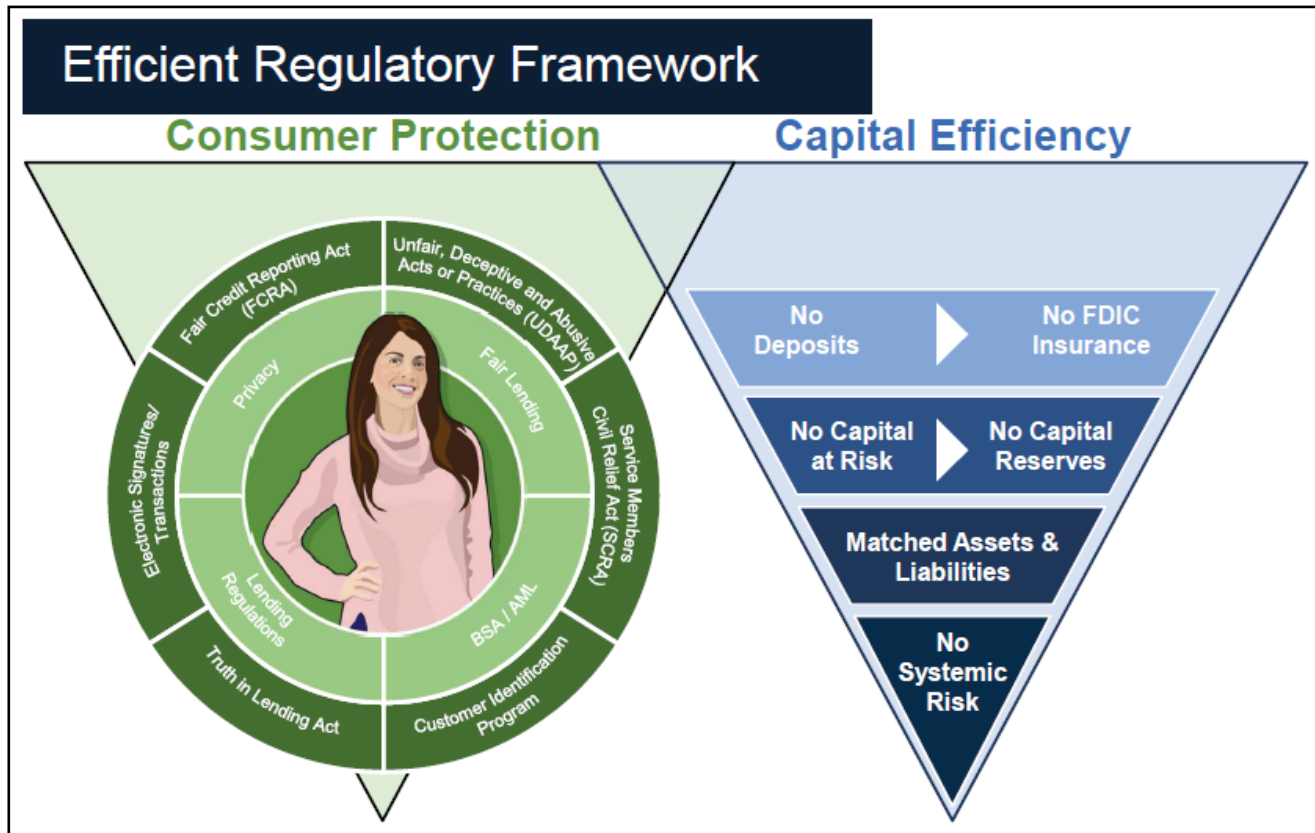 Efficient Regulatory Framework
Consumer Protection
Capital Efficiency
Fair Credit Reporting Act
(FCRA)
Unfair, Deceptive and Abusive
Acts or Practices (UDAAP)
Service Members
Civil Relief Act (SCRA)
Customer Identification
Program
Truth in Lending Act
Electronic Signatures/
Transactions
Privacy
Fair Lending
BSA / AML
Lending
Regulations
No
Deposits
No FDIC
Insurance
No Capital
at Risk
No Capital
Reserves
Matched Assets &
Liabilities
No
Systemic
Risk